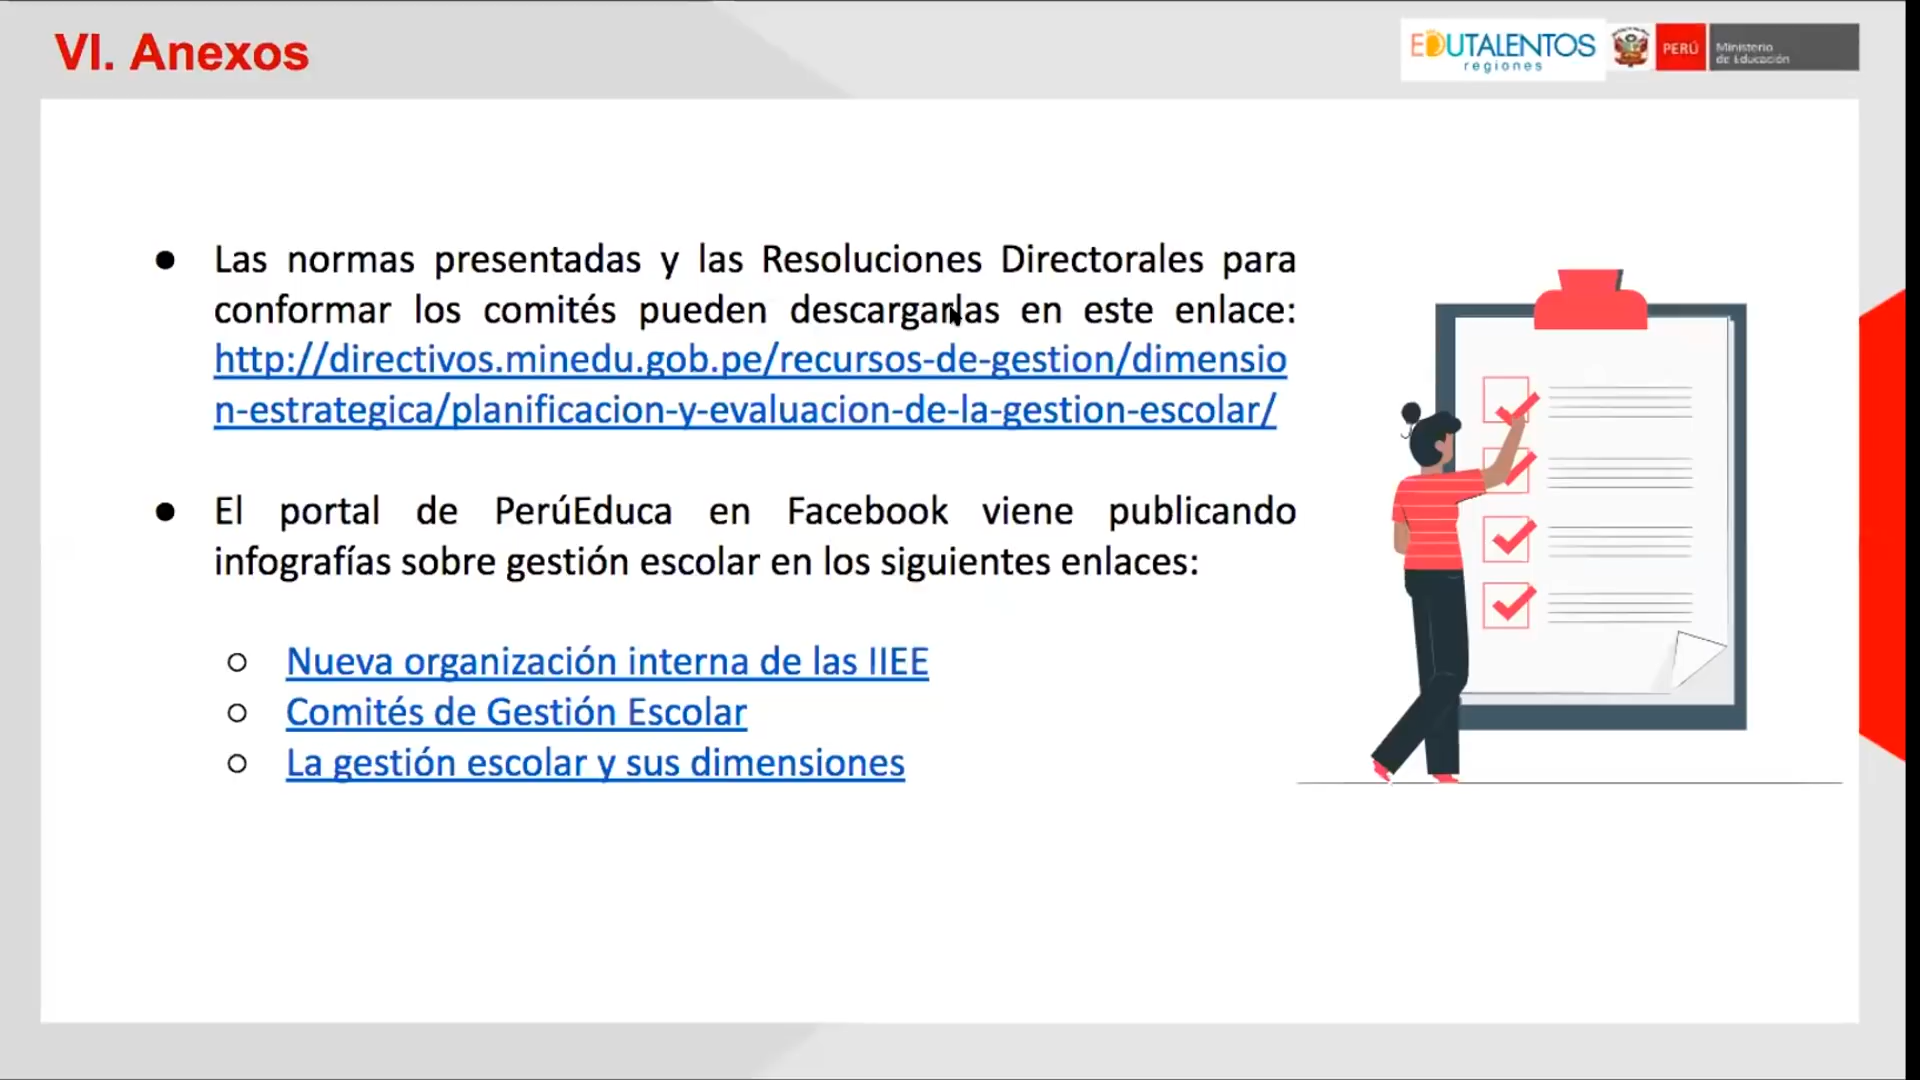 VI. Anexos
EDUTALENTOS
regiones
PERÚ
Ministerio
de Educación
● Las normas presentadas y las Resoluciones Directorales para
conformar los comités pueden descargarlas en este enlace:
http://directivos.minedu.gob.pe/recursos-de-gestion/dimensio
n-estrategica/planificacion-y-evaluacion-de-la-gestion-escolar/
● El portal de PerúEduca en Facebook viene publicando
infografías sobre gestión escolar en los siguientes enlaces:
○ Nueva organización interna de las IIEE
○ Comités de Gestión Escolar
○ La gestión escolar y sus dimensiones